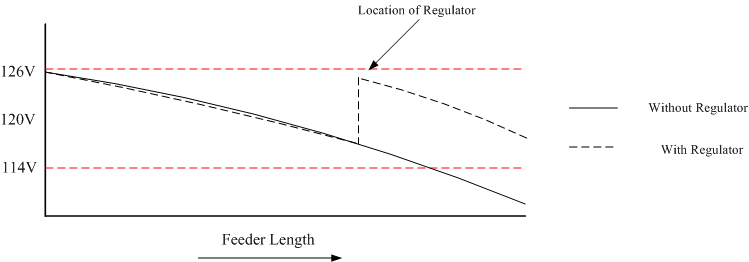 Location of Regulator
126V
120V
114V
Without Regulator
With Regulator
Feeder Length